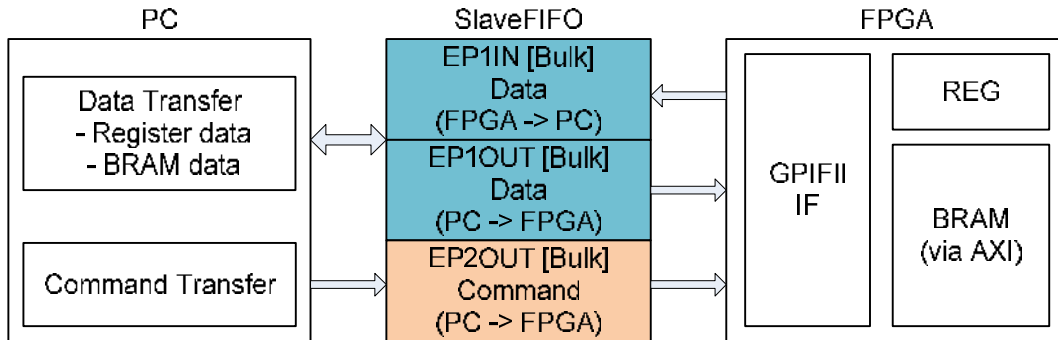 PC
SlaveFIFO
FPGA
Data Transfer
- Register data
- BRAM data
Command Transfer
EP1IN [Bulk]
Data
(FPGA -> PC)
EP1OUT [Bulk]
Data
(PC -> FPGA)
EP2OUT [Bulk]
Command
(PC -> FPGA)
GPIFII
IF
REG
BRAM
(via AXI)